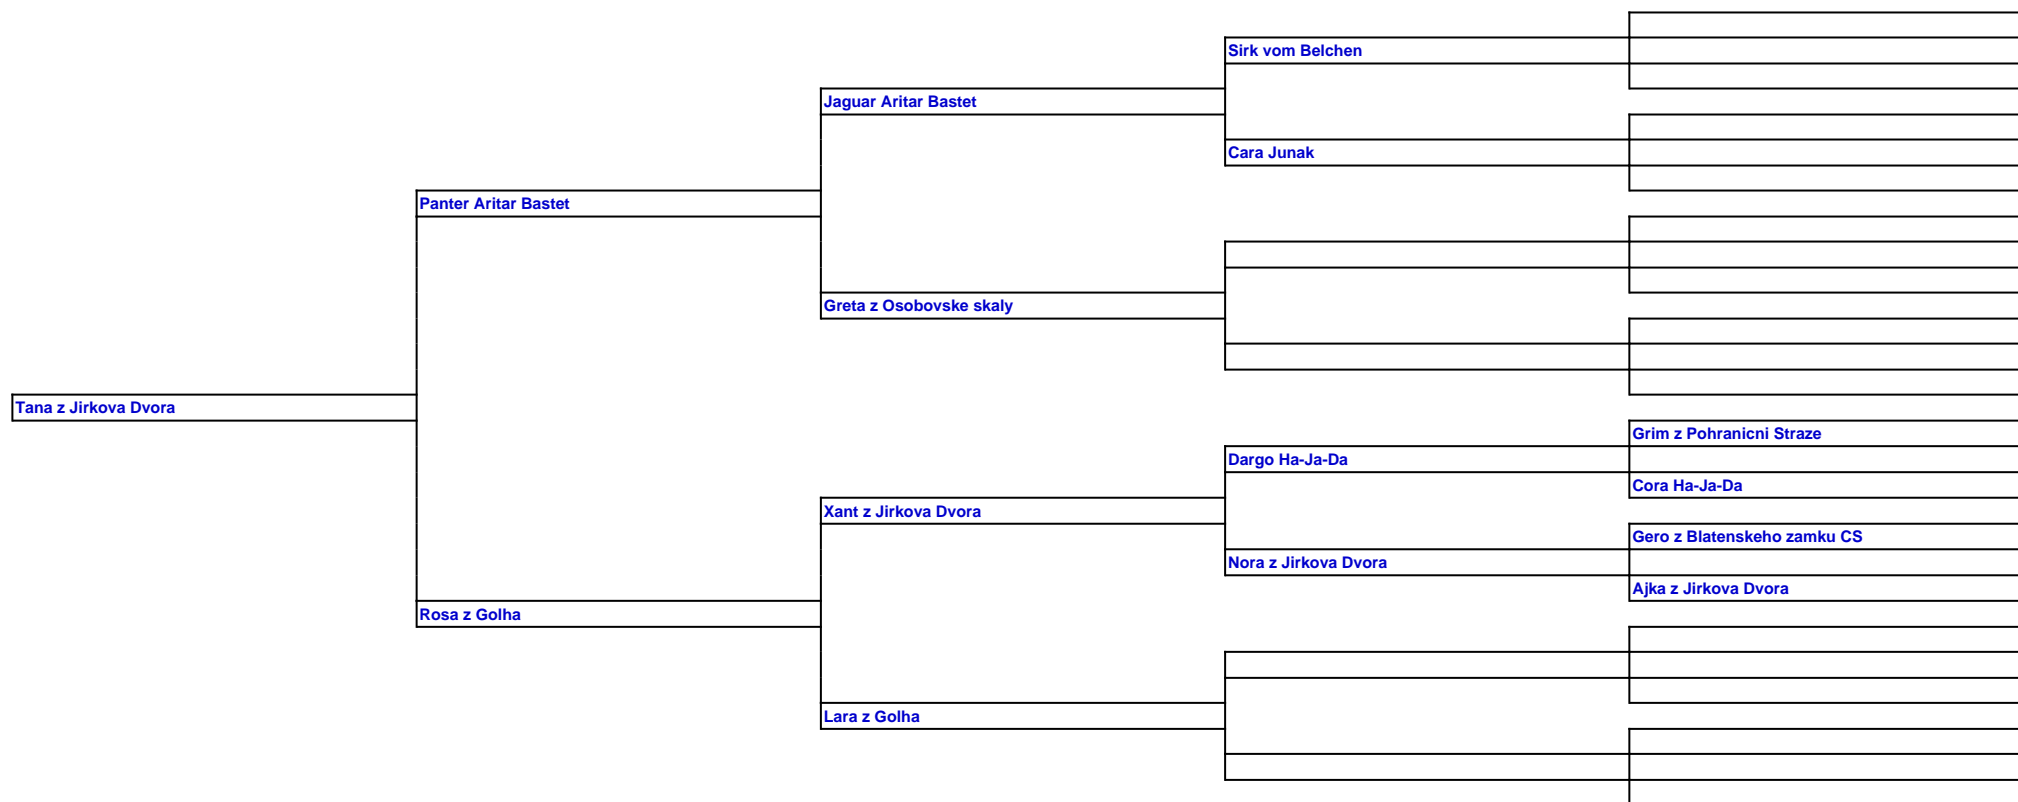 Sirk vom Belchen
Jaguar Aritar Bastet
Cara Junak
Panter Aritar Bastet
Greta z Osobovske skaly
Tana z Jirkova Dvora
Grim z Pohranicni Straze
Dargo Ha-Ja-Da
Cora Ha-Ja-Da
Xant z Jirkova Dvora
Gero z Blatenskeho zamku CS
Nora z Jirkova Dvora
Ajka z Jirkova Dvora
Rosa z Golha
Lara z Golha